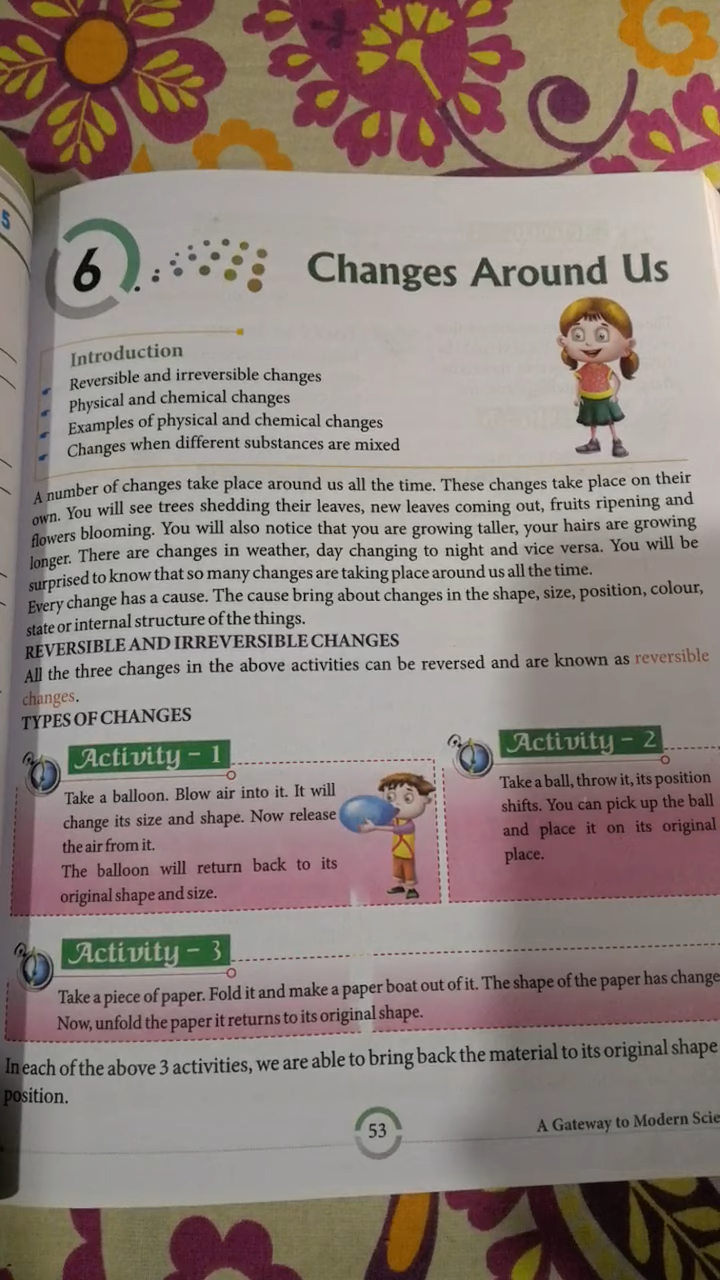 5
6
Changes Around Us
Introduction
Reversible and irreversible changes
Physical and chemical changes
Examples of physical and chemical changes
Changes when different substances are mixed
A number of changes take place around us all the time. These changes take place on their
own. You will see trees shedding their leaves, new leaves coming out, fruits ripening and
flowers blooming. You will also notice that you are growing taller, your hairs are growing
longer. There are changes in weather, day changing to night and vice versa. You will be
surprised to know that so many changes are taking place around us all the time.
Every change has a cause. The cause bring about changes in the shape, size, position, colour,
state or internal structure of the things.
REVERSIBLE AND IRREVERSIBLE CHANGES
All the three changes in the above activities can be reversed and are known as reversible
changes.
TYPES OF CHANGES
Activity - 1
Take a balloon. Blow air into it. It will
change its size and shape. Now release
the air from it.
The balloon will return back to its
original shape and size.
Activity - 2
Take a ball, throw it, its position
shifts. You can pick up the ball
and place it on its original
place.
Activity - 3
Take a piece of paper. Fold it and make a paper boat out of it. The shape of the paper has change
Now, unfold the paper it returns to its original shape.
In each of the above 3 activities, we are able to bring back the material to its original shape
position.
53
A Gateway to Modern Scie